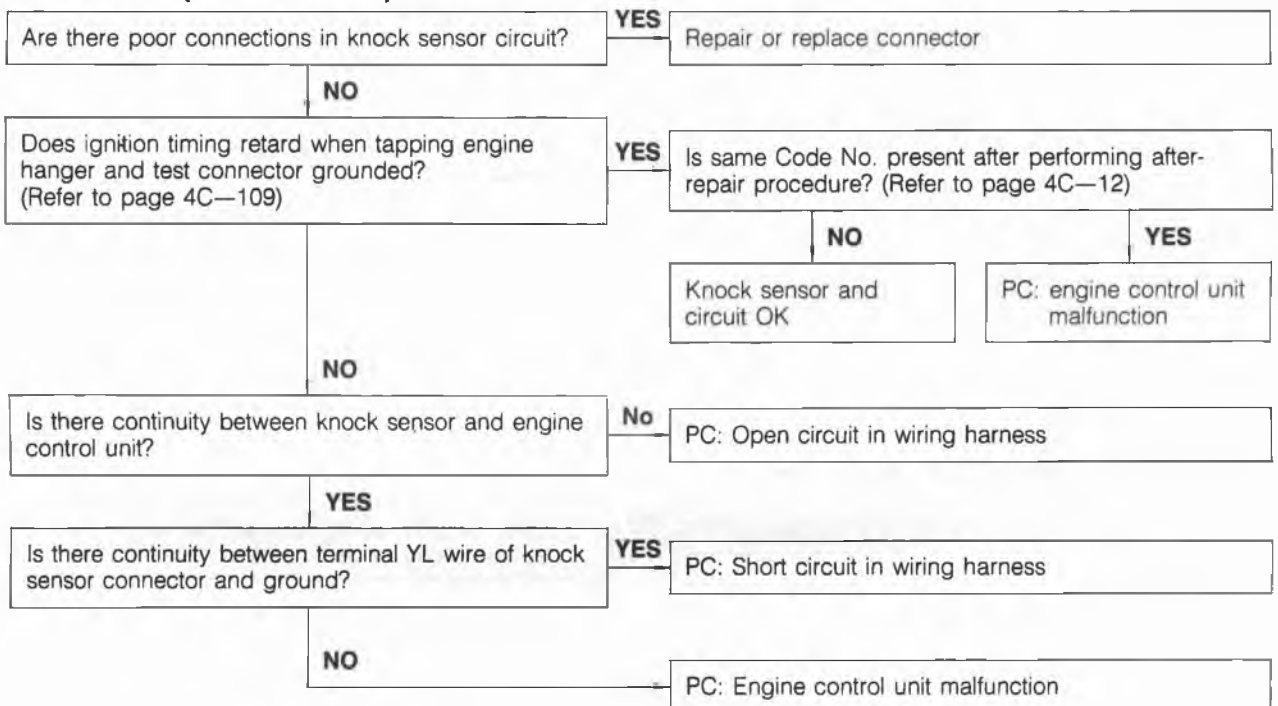 Are there poor connections in knock sensor circuit?
YES
Repair or replace connector
NO
Does ignition timing retard when tapping engine
hanger and test connector grounded?
(Refer to page 4C—109)
YES
Is same Code No. present after performing after-
repair procedure? (Refer to page 4C—12)
NO
YES
Knock sensor and
circuit OK
PC: engine control unit
malfunction
NO
Is there continuity between knock sensor and engine
control unit?
No
PC: Open circuit in wiring harness
YES
Is there continuity between terminal YL wire of knock
sensor connector and ground?
YES
PC: Short circuit in wiring harness
NO
PC: Engine control unit malfunction